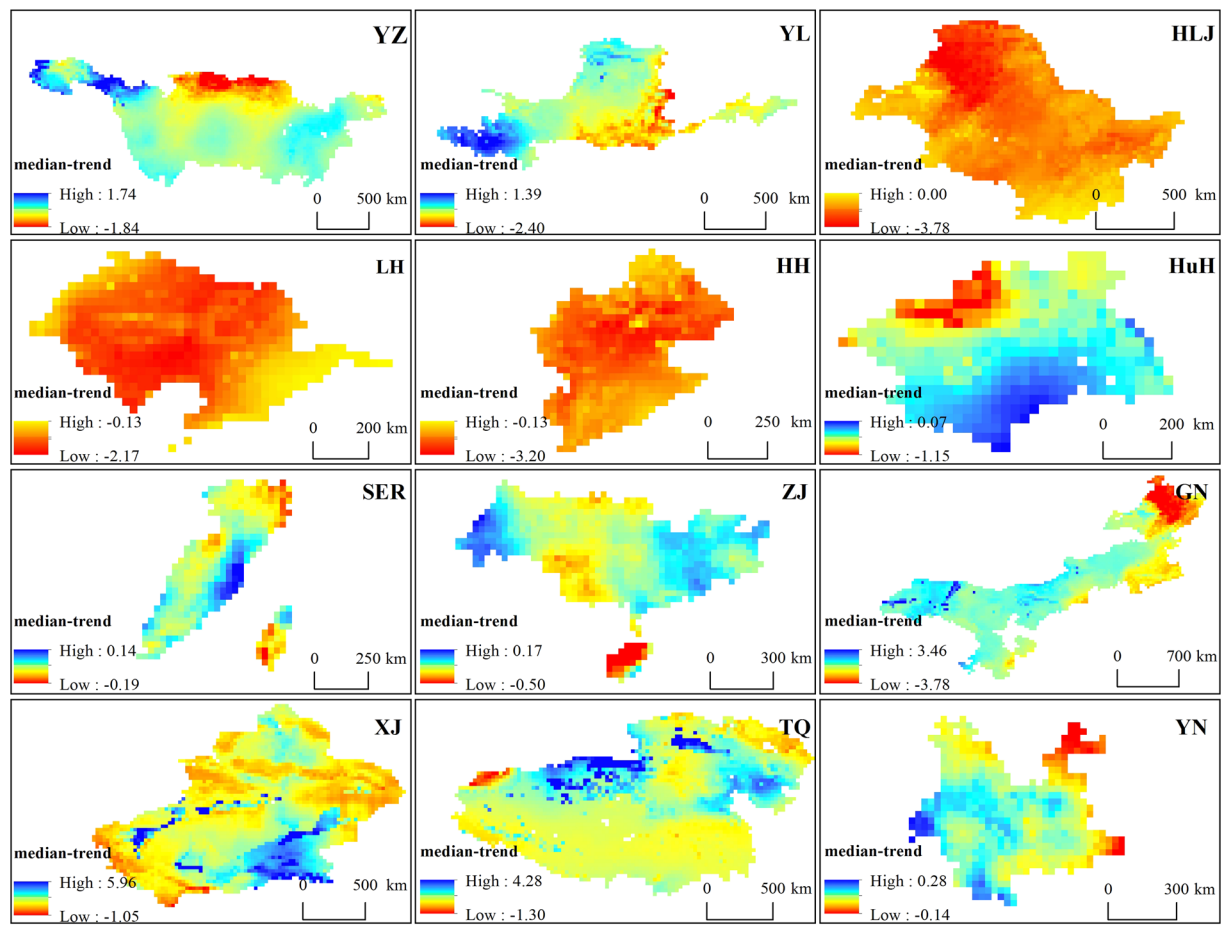 YZ
median-trend
High : 1.74
Low : -1.84
0 500 km
YL
median-trend
High : 1.39
Low : -2.40
0 500 km
HLJ
median-trend
High : 0.00
Low : -3.78
0 500 km
LH
median-trend
High : -0.13
Low : -2.17
0 200 km
HH
median-trend
High : -0.13
Low : -3.20
0 250 km
HuH
median-trend
High : 0.07
Low : -1.15
0 200 km
SER
median-trend
High : 0.14
Low : -0.19
0 250 km
ZJ
median-trend
High : 0.17
Low : -0.50
0 300 km
GN
median-trend
High : 3.46
Low : -3.78
0 700 km
XJ
median-trend
High : 5.96
Low : -1.05
0 500 km
TQ
median-trend
High : 4.28
Low : -1.30
0 500 km
YN
median-trend
High : 0.28
Low : -0.14
0 300 km